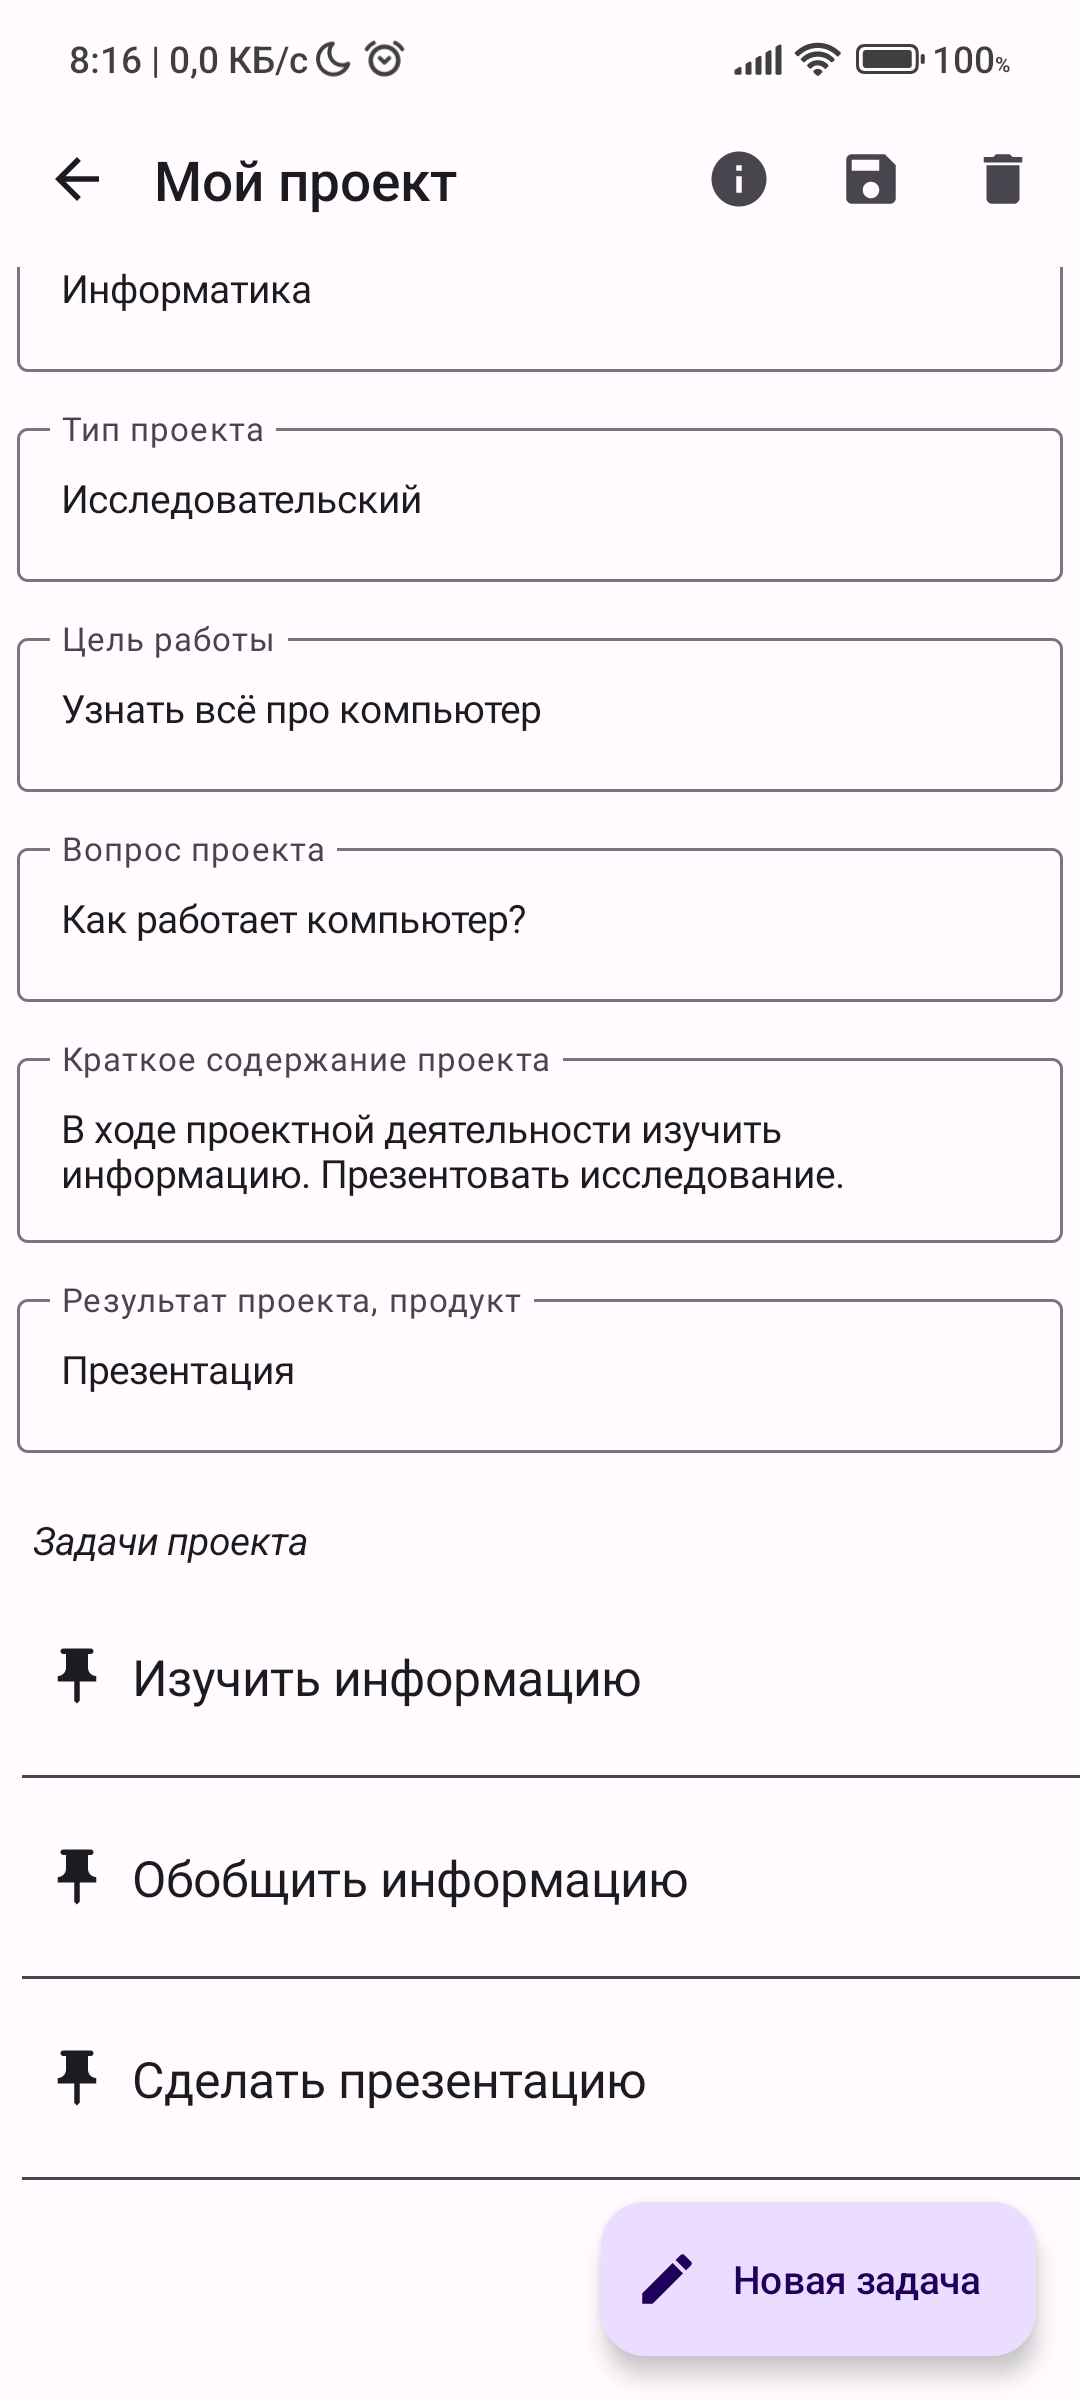 8:16 | 0,0 КБ/с 100%
Мой проект
Информатика
Тип проекта
Исследовательский
Цель работы
Узнать всё про компьютер
Вопрос проекта
Как работает компьютер?
Краткое содержание проекта
В ходе проектной деятельности изучить
информацию. Презентовать исследование.
Результат проекта, продукт
Презентация
Задачи проекта
Изучить информацию
Обобщить информацию
Сделать презентацию
Новая задача